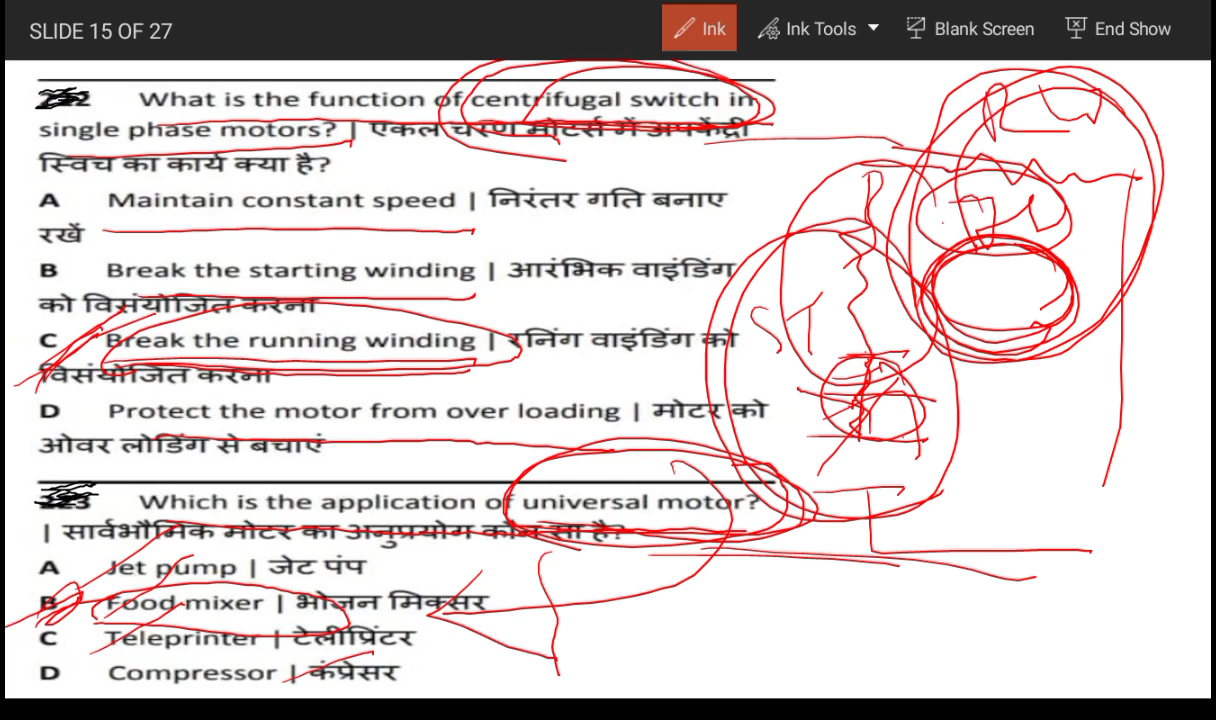 SLIDE 15 OF 27
Ink Ink Tools Blank Screen End Show
What is the function of centrifugal switch in
single phase motors? | एकल चरण मोटर्स में अपकेंद्री
स्विच का कार्य क्या है?
A Maintain constant speed | निरंतर गति बनाए
रखें
B Break the starting winding | आरंभिक वाइंडिंग
को विसंयोजित करना
C Break the running winding | रनिंग वाइंडिंग को
विसंयोजित करना
D Protect the motor from over loading | मोटर को
ओवर लोडिंग से बचाएं
Which is the application of universal motor?
| सार्वभौमिक मोटर का अनुप्रयोग कौन सा है?
A Jet pump | जेट पंप
B Food mixer | भोजन मिक्सर
C Teleprinter | टेलीप्रिंटर
D Compressor | कंप्रेसर